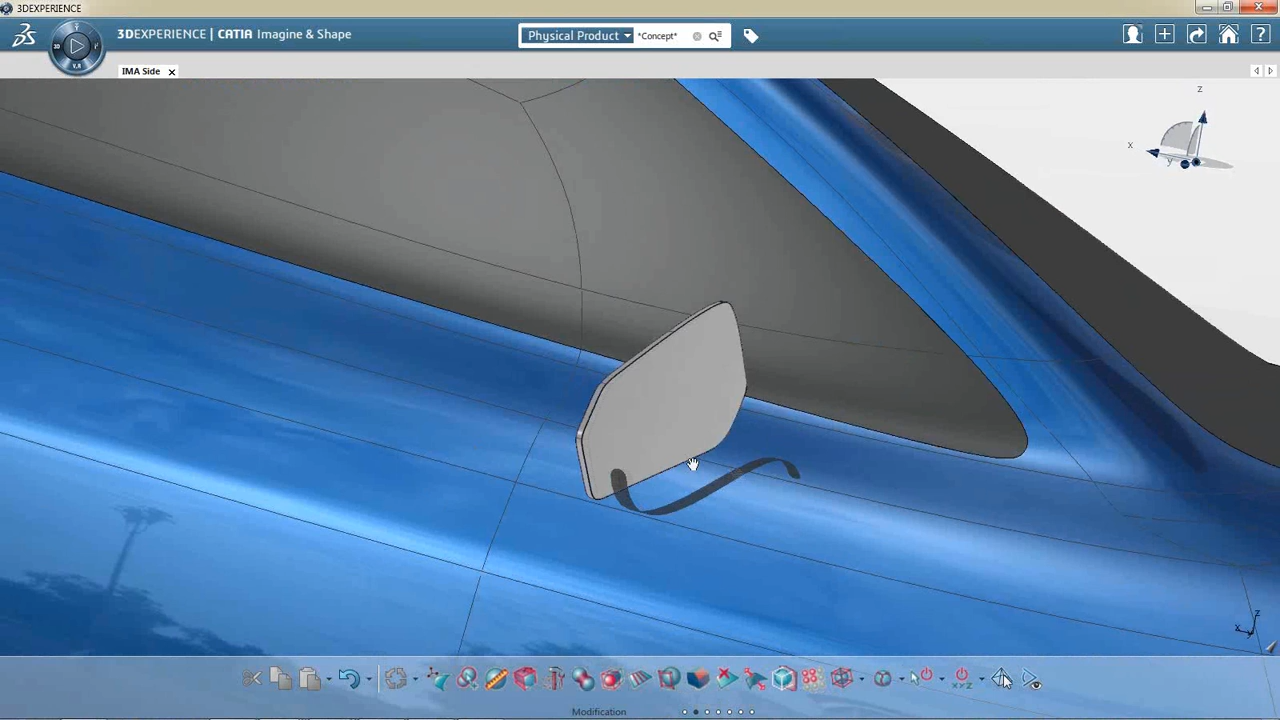 3DEXPERIENCE
3DEXPERIENCE | CATIA Imagine & Shape
Physical Product
*Concept*
IMA Side
Z
X
Z
X
Modification